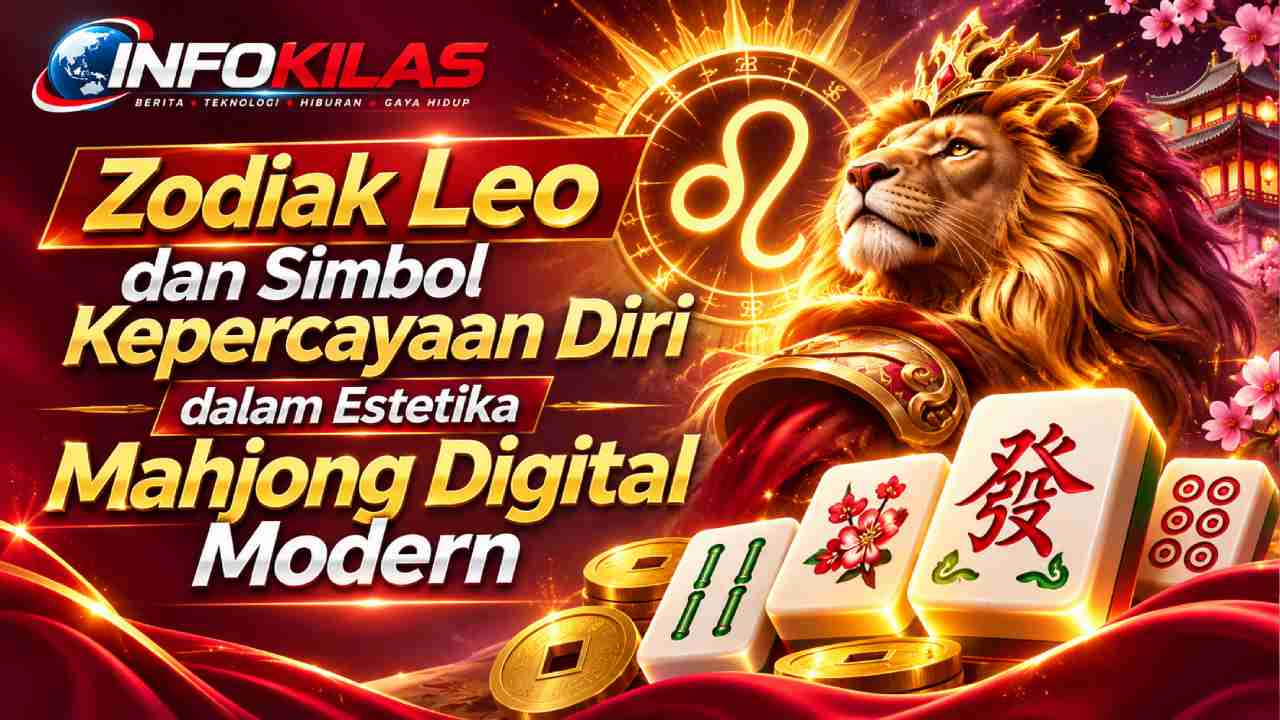 INFOKILAS
BERITA • TEKNOLOGI • HIBURAN • GAYA HIDUP
Zodiak Leo
dan Simbol
Kepercayaan Diri
dalam Estetika
Mahjong Digital
Modern
發